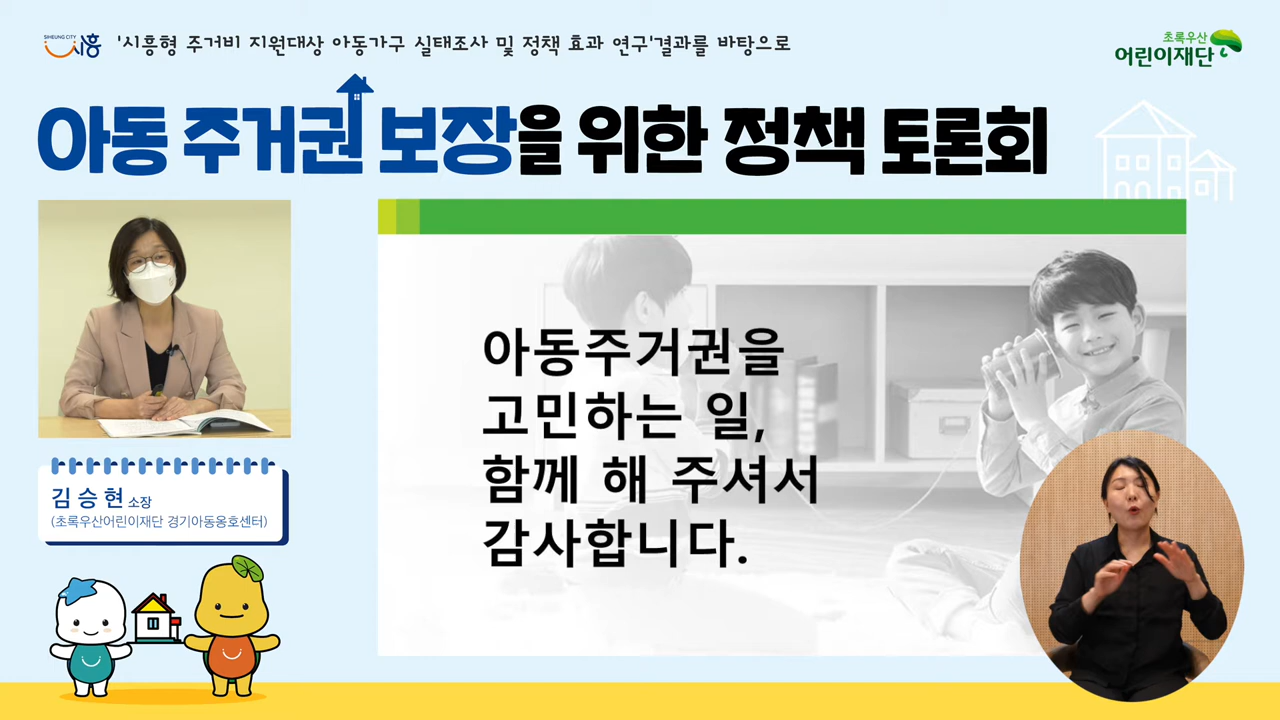 SIHEUNG CITY
시흥
'시흥형 주거비 지원대상 아동가구 실태조사 및 정책 효과 연구'결과를 바탕으로
초록우산
어린이재단
아동 주거권 보장을 위한 정책 토론회
아동주거권을
고민하는 일,
함께 해 주셔서
감사합니다.
김승현 소장
(초록우산어린이재단 경기아동옹호센터)